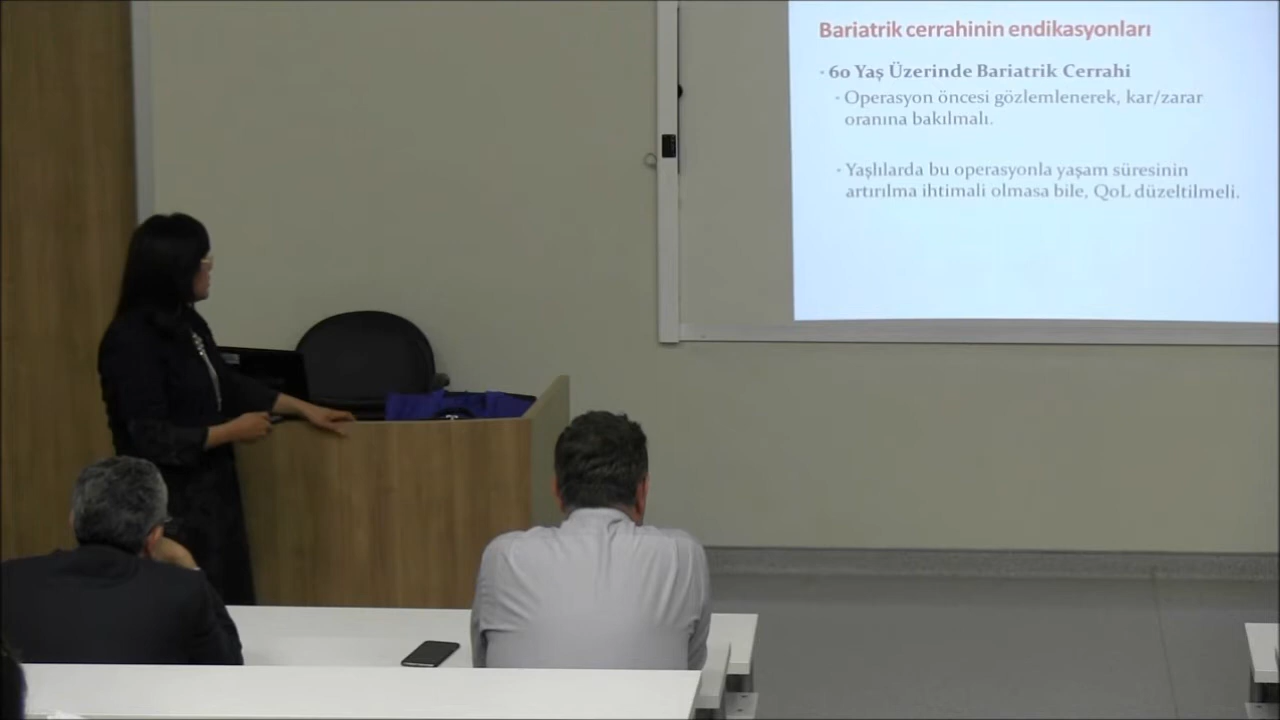 Bariatrik cerrahinin endikasyonları
• 60 Yaş Üzerinde Bariatrik Cerrahi
• Operasyon öncesi gözlemlenerek, kar/zarar
oranına bakılmalı.
• Yaşlılarda bu operasyonla yaşam süresinin
artırılma ihtimali olmasa bile, QoL düzeltilmeli.